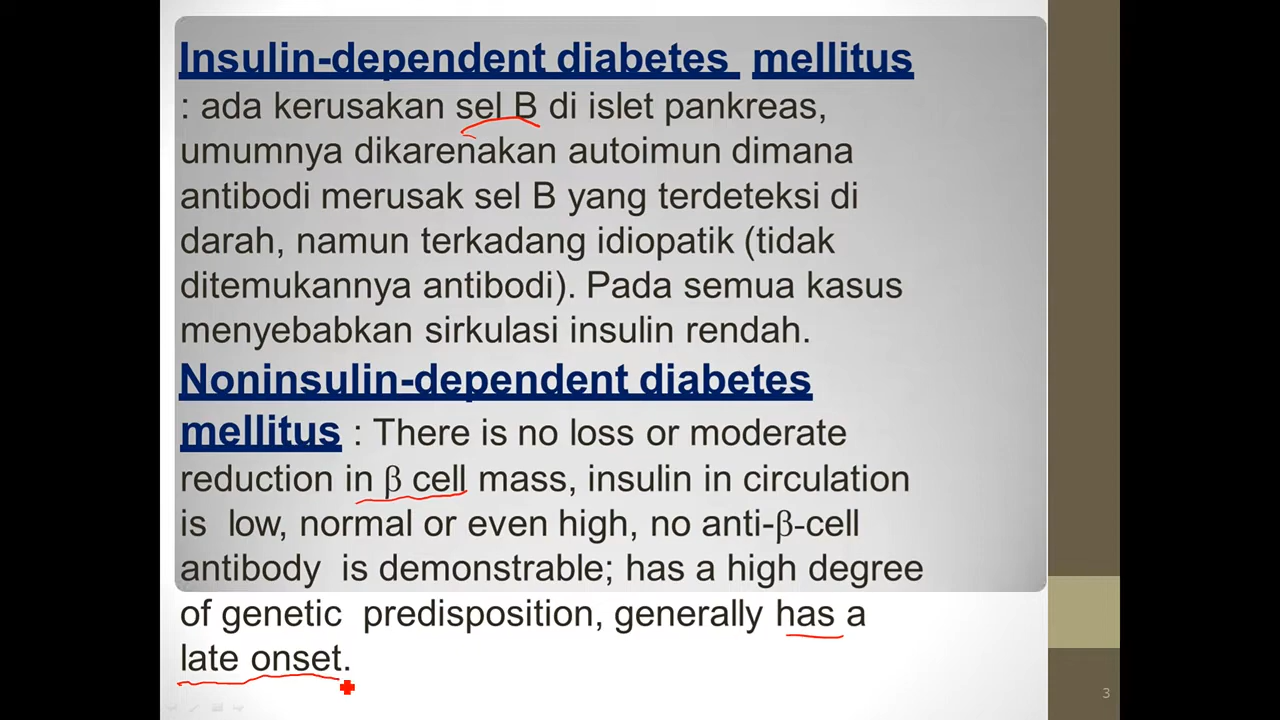 Insulin-dependent diabetes mellitus
: ada kerusakan sel B di islet pankreas,
umumnya dikarenakan autoimun dimana
antibodi merusak sel B yang terdeteksi di
darah, namun terkadang idiopatik (tidak
ditemukannya antibodi). Pada semua kasus
menyebabkan sirkulasi insulin rendah.
Noninsulin-dependent diabetes
mellitus : There is no loss or moderate
reduction in β cell mass, insulin in circulation
is low, normal or even high, no anti-β-cell
antibody is demonstrable; has a high degree
of genetic predisposition, generally has a
late onset.
3